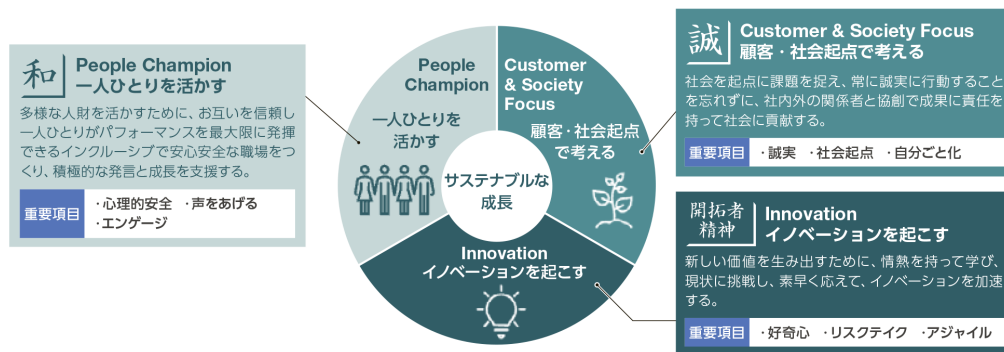 和
People Champion
一人ひとりを活かす
多様な人財を活かすために、お互いを信頼し
一人ひとりがパフォーマンスを最大限に発揮
できるインクルーシブで安心安全な職場をつ
くり、積極的な発言と成長を支援する。
重要項目
・心理的安全 ・声をあげる
・エンゲージ
People
Champion
一人ひとりを
活かす
Customer
& Society
Focus
顧客・社会起点
で考える
サステナブルな
成長
Innovation
イノベーションを起こす
誠
Customer & Society Focus
顧客・社会起点で考える
社会を起点に課題を捉え、常に誠実に行動すること
を忘れずに、社内外の関係者と協創で成果に責任を
持って社会に貢献する。
重要項目
・誠実 ・社会起点 ・自分ごと化
開拓者
精神
Innovation
イノベーションを起こす
新しい価値を生み出すために、情熱を持って学び、
現状に挑戦し、素早く応えて、イノベーションを加速
する。
重要項目
・好奇心 ・リスクテイク ・アジャイル